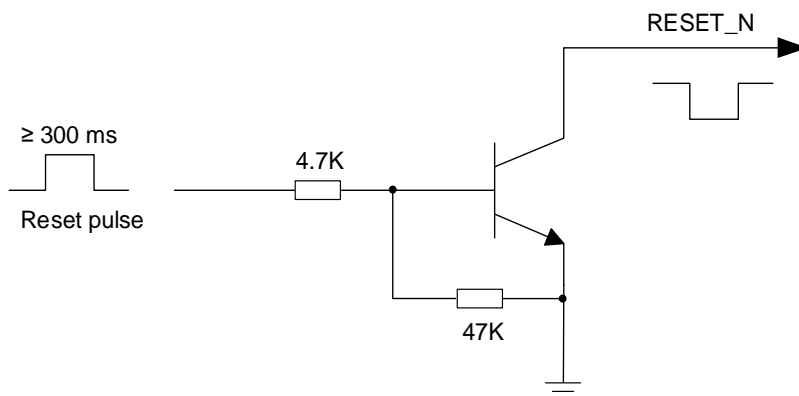 RESET_N
≥ 300 ms
4.7K
Reset pulse
47K